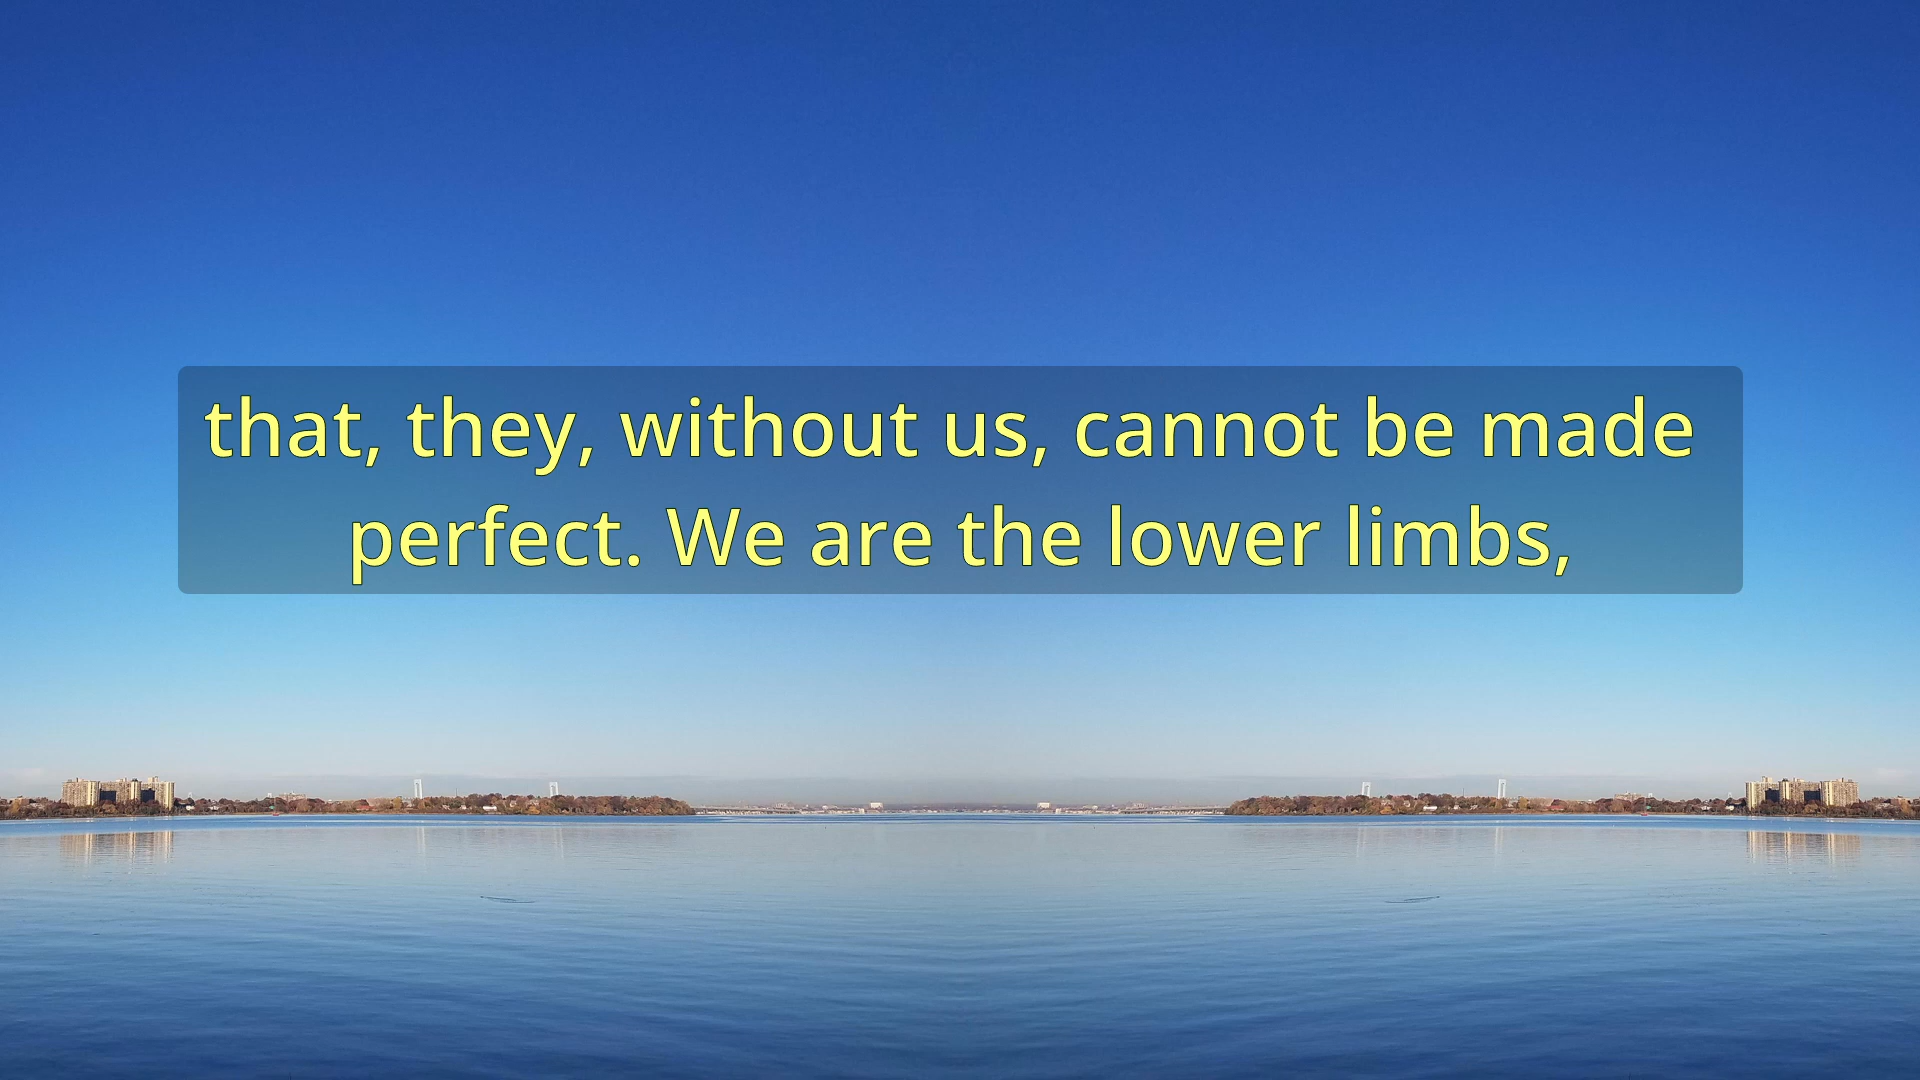 that, they, without us, cannot be made
perfect. We are the lower limbs,